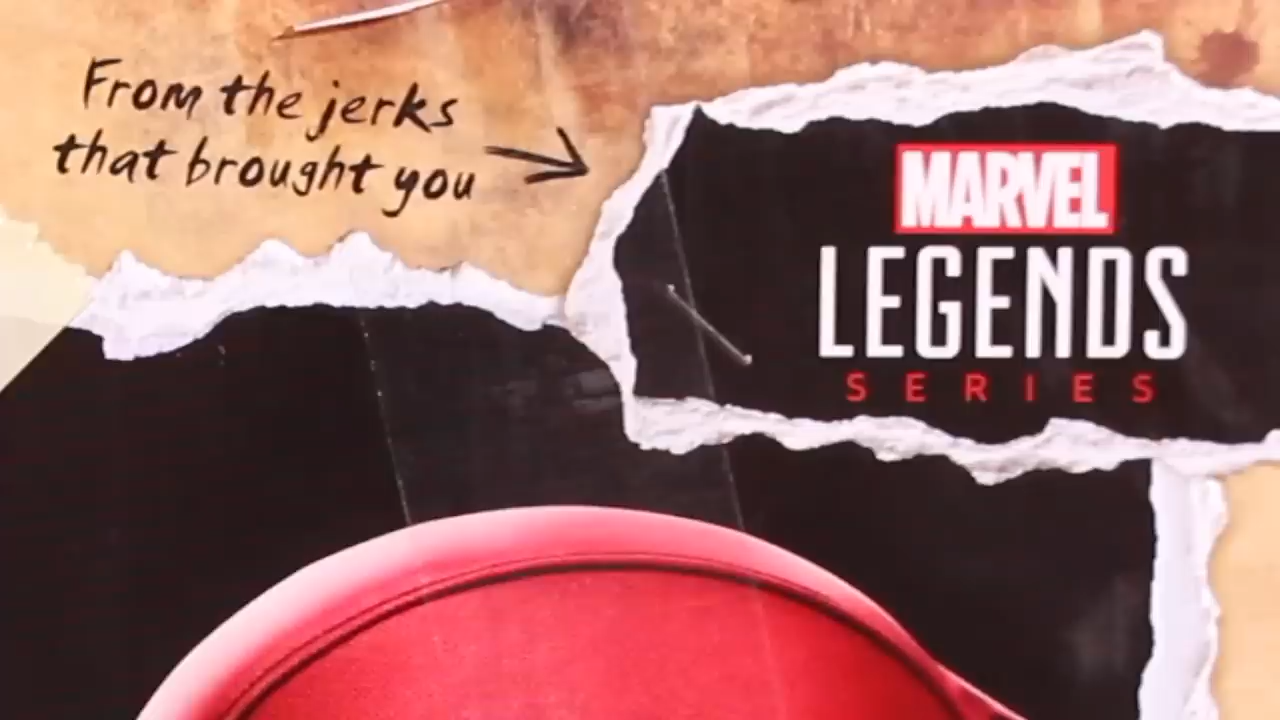 From the jerks
that brought you
MARVEL
LEGENDS
SERIES